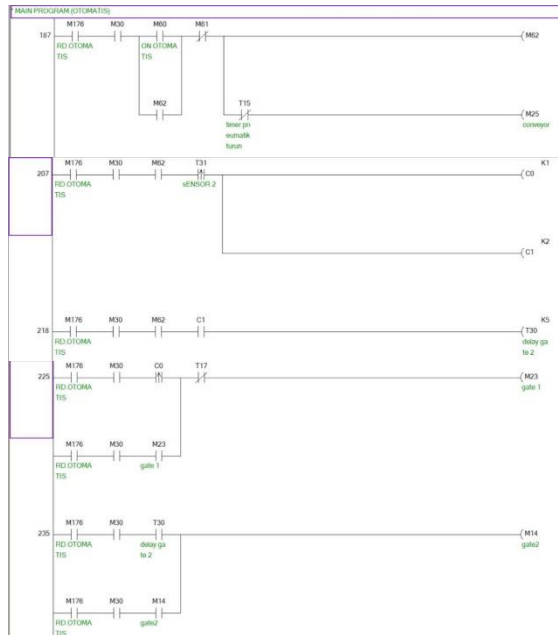 * MAIN PROGRAM (OTOMATIS)
M176 M30 M60 M61
187 (M62
RD.OTOMA ON OTOMA
TIS TIS
M62 T15
(M25
timer pn conveyor
eumatik
turun
M176 M30 M62 T31 K1
207 (C0
RD.OTOMA sENSOR 2
TIS
K2
(C1
M176 M30 M62 C1 K5
218 (T30
RD.OTOMA delay ga
TIS te 2
M176 M30 C0 T17
225 (M23
RD.OTOMA gate 1
TIS
M176 M30 M23
RD.OTOMA gate 1
TIS
M176 M30 T30
235 (M14
RD.OTOMA delay ga gate2
TIS te 2
M176 M30 M14
RD.OTOMA gate2
TIS